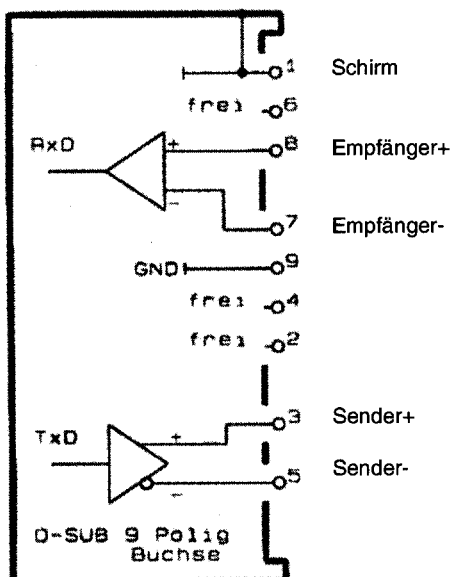 1 Schirm
frei 6
RxD + 8 Empfänger+
- 7 Empfänger-
GND 9
frei 4
frei 2
TxD + 3 Sender+
- 5 Sender-
D-SUB 9 Polig
Buchse